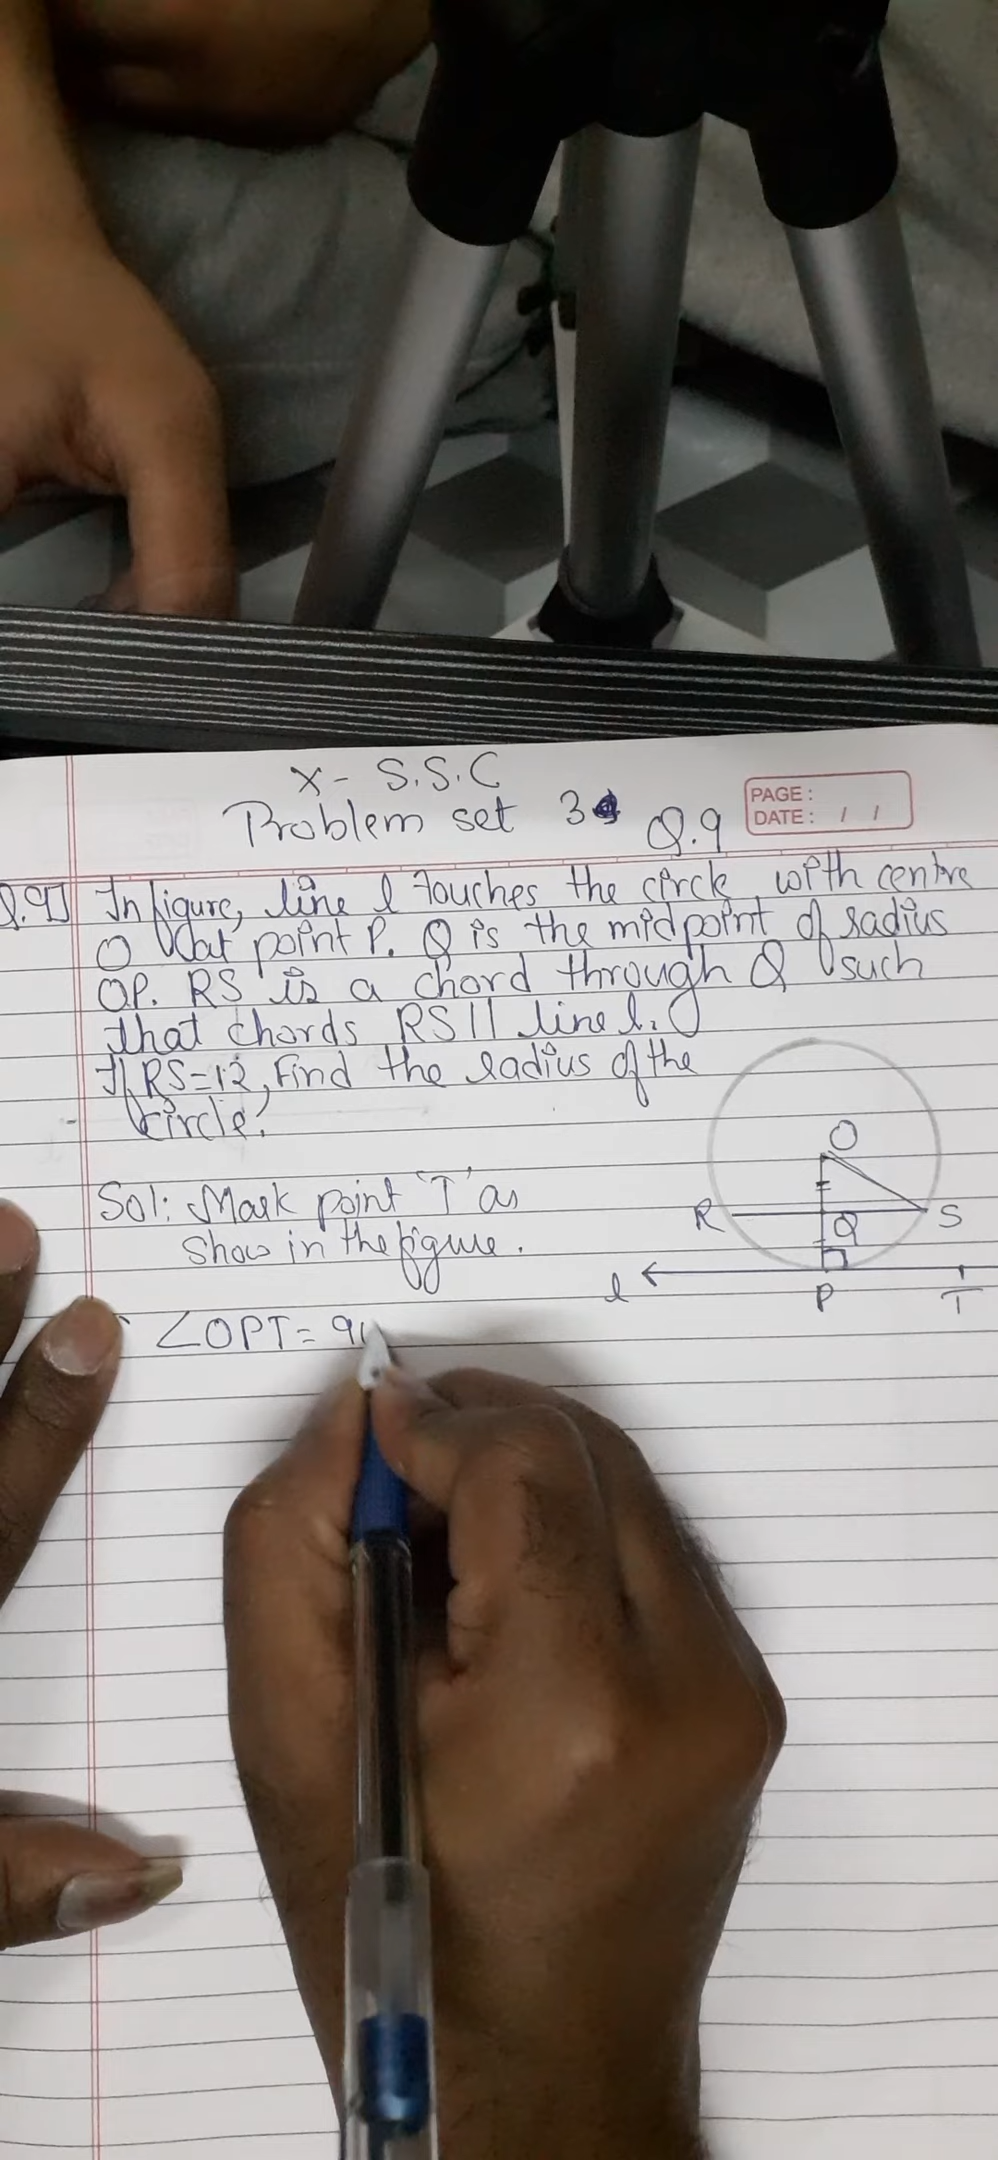 X- S.S.C
Problem set 3 Q.9
PAGE :
DATE : / /
Q.9] In figure, line l touches the circle with centre
O at point P. Q is the midpoint of radius
OP. RS is a chord through Q such
that chords RS || line l.
If RS=12, Find the radius of the
circle.
Sol: Mark point 'T' as
show in the figure.
∠OPT = 90
O
R
Q
S
l
P
T